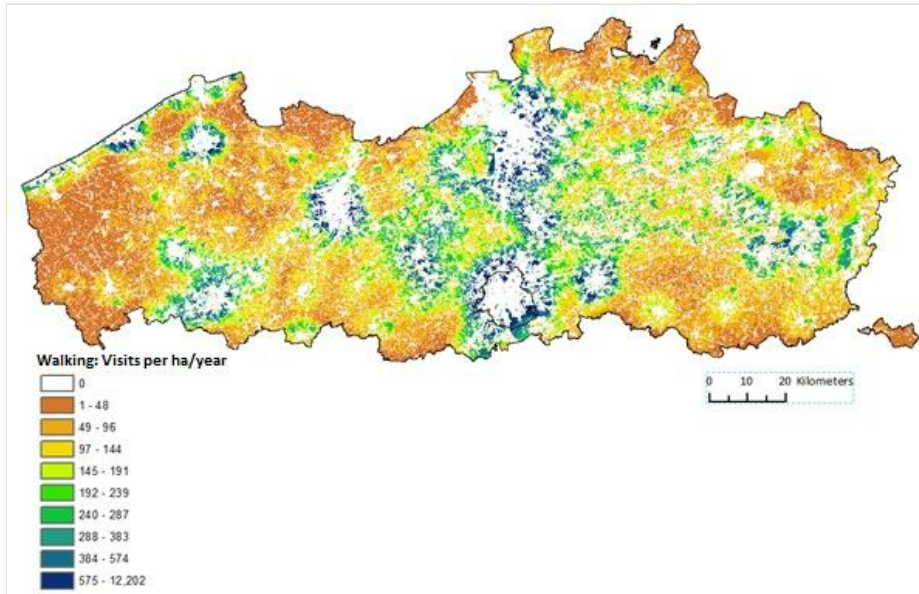 Walking: Visits per ha/year
0
1 - 48
49 - 96
97 - 144
145 - 191
192 - 239
240 - 287
288 - 383
384 - 574
575 - 12,202
0 10 20 Kilometers